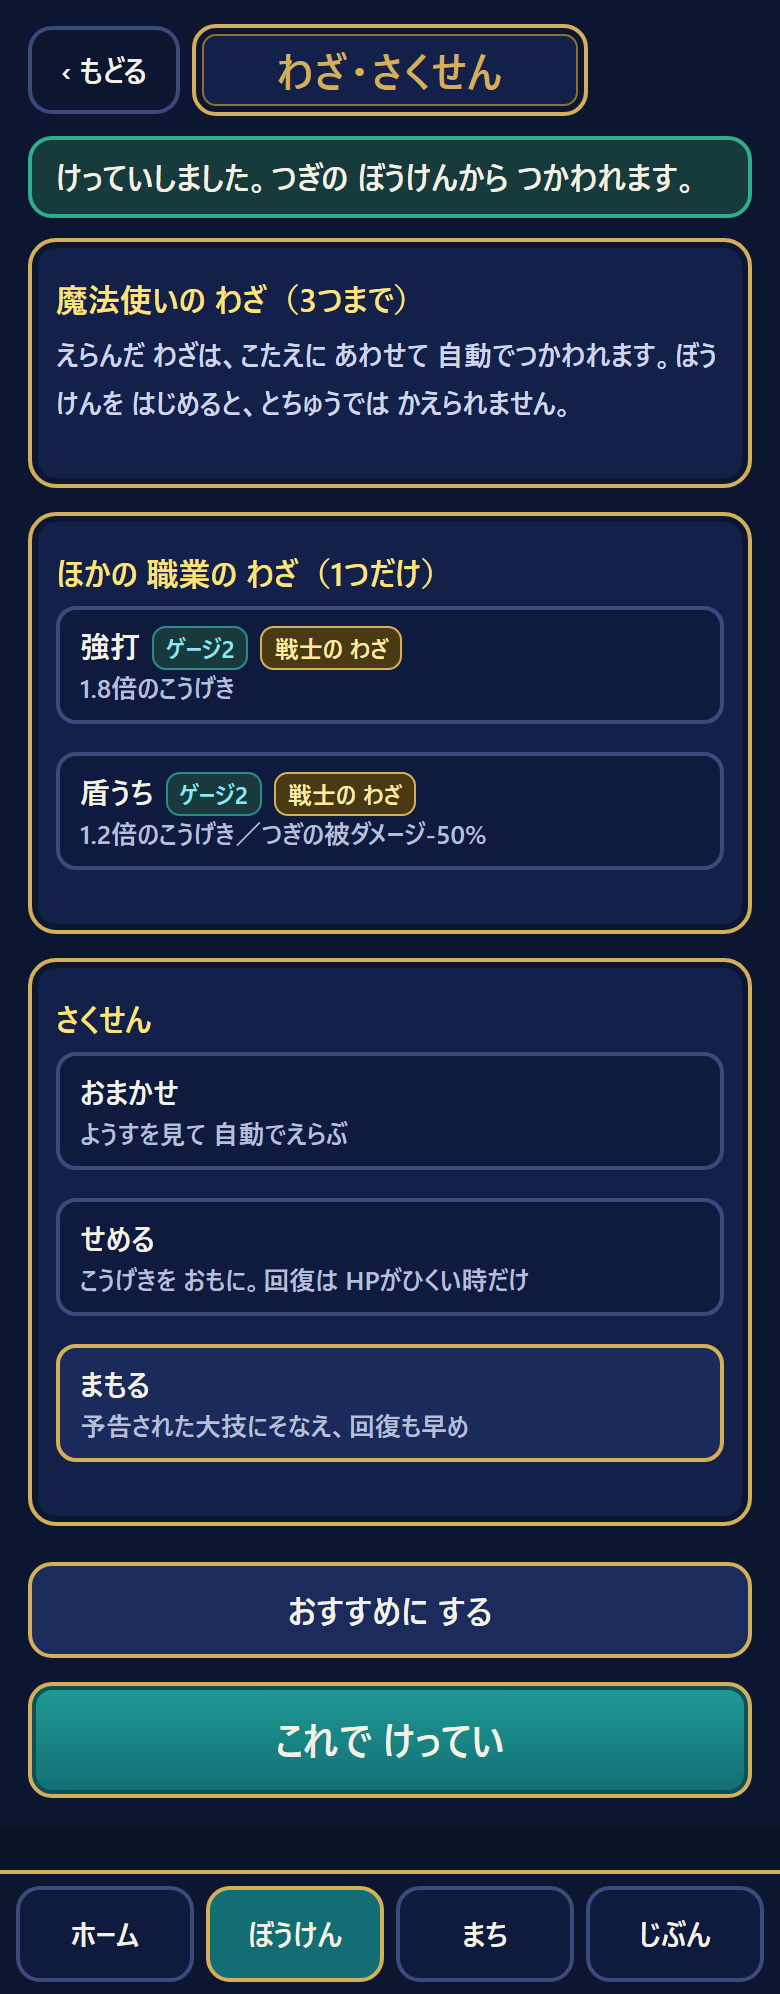 ‹ もどる
わざ・さくせん
けっていしました。つぎの ぼうけんから つかわれます。
魔法使いの わざ（3つまで）
えらんだ わざは、こたえに あわせて 自動でつかわれます。ぼう
けんを はじめると、とちゅうでは かえられません。
ほかの 職業の わざ（1つだけ）
強打 ゲージ2 戦士の わざ
1.8倍のこうげき
盾うち ゲージ2 戦士の わざ
1.2倍のこうげき／つぎの被ダメージ-50%
さくせん
おまかせ
ようすを見て 自動でえらぶ
せめる
こうげきを おもに。回復は HPがひくい時だけ
まもる
予告された大技にそなえ、回復も早め
おすすめに する
これで けってい
ホーム ぼうけん まち じぶん